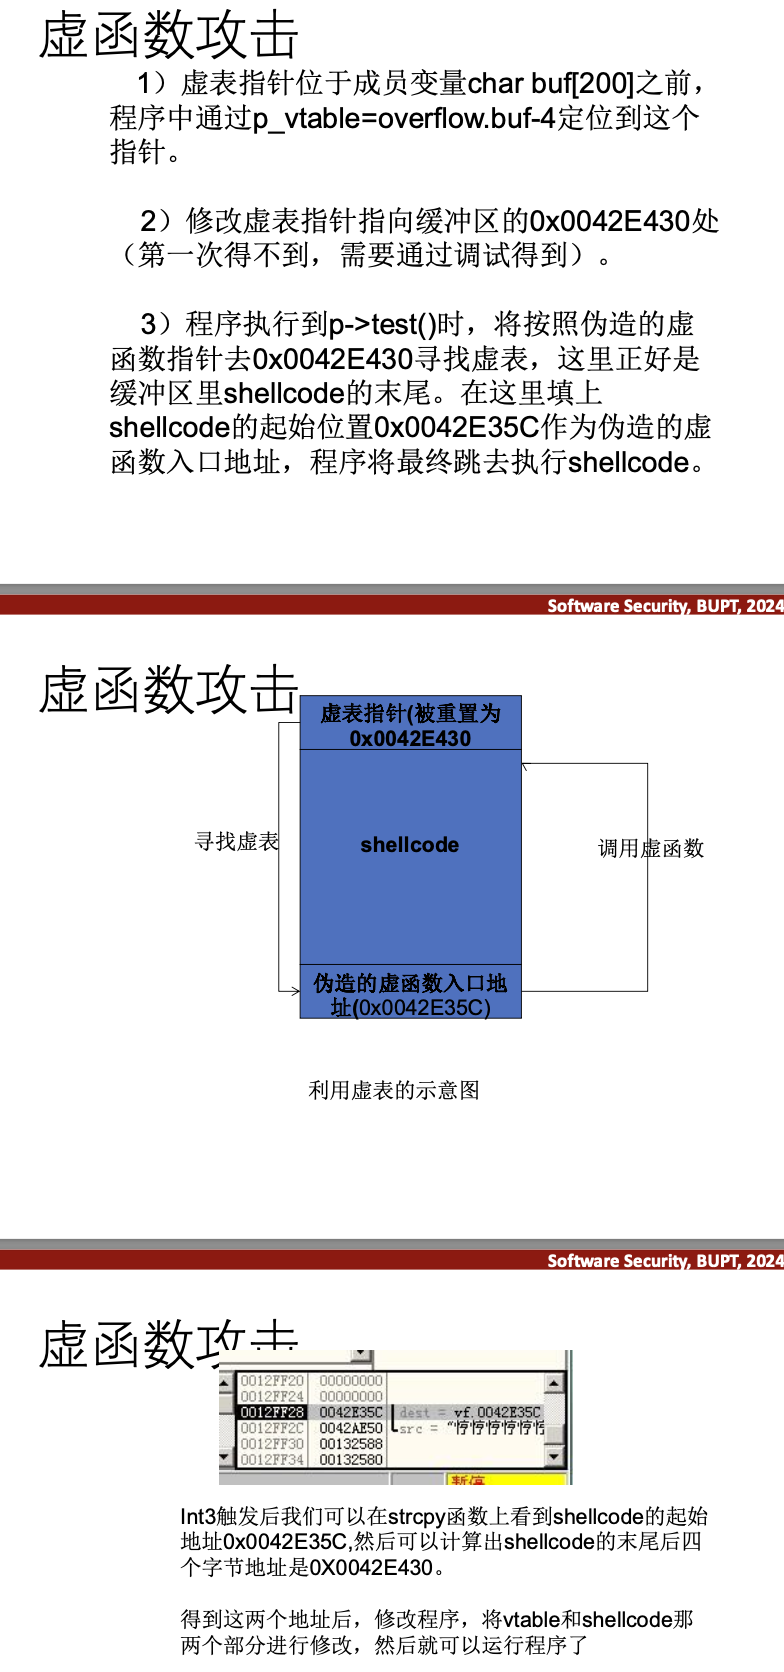 虚函数攻击
1）虚表指针位于成员变量char buf[200]之前，
程序中通过p_vtable=overflow.buf-4定位到这个
指针。
2）修改虚表指针指向缓冲区的0x0042E430处
（第一次得不到，需要通过调试得到）。
3）程序执行到p->test()时，将按照伪造的虚
函数指针去0x0042E430寻找虚表，这里正好是
缓冲区里shellcode的末尾。在这里填上
shellcode的起始位置0x0042E35C作为伪造的虚
函数入口地址，程序将最终跳去执行shellcode。
Software Security, BUPT, 2024
虚函数攻击
虚表指针(被重置为
0x0042E430
寻找虚表
shellcode
调用虚函数
伪造的虚函数入口地
址(0x0042E35C)
利用虚表的示意图
Software Security, BUPT, 2024
虚函数攻击
0012FF20 00000000
0012FF24 00000000
0012FF28 0042E35C dest = vf.0042E35C
0012FF2C 0042AE50 src = "悙悙悙悙悙悙
0012FF30 00132588
0012FF34 00132580
暂停
Int3触发后我们可以在strcpy函数上看到shellcode的起始
地址0x0042E35C,然后可以计算出shellcode的末尾后四
个字节地址是0X0042E430。
得到这两个地址后，修改程序，将vtable和shellcode那
两个部分进行修改，然后就可以运行程序了